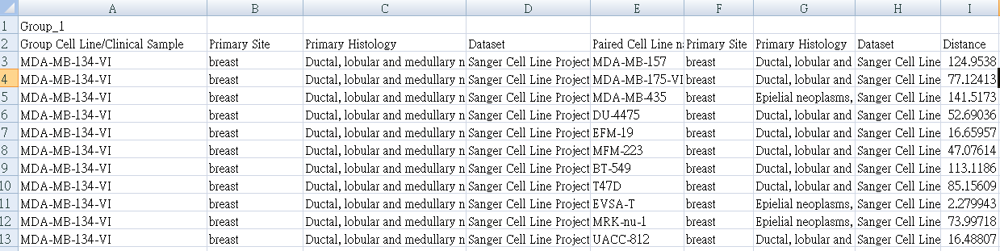 A B C D E F G H I
1 Group_1
2 Group Cell Line/Clinical Sample Primary Site Primary Histology Dataset Paired Cell Line n Primary Site Primary Histology Dataset Distance
3 MDA-MB-134-VI breast Ductal, lobular and medullary n Sanger Cell Line Project MDA-MB-157 breast Ductal, lobular and Sanger Cell Line 124.9538
4 MDA-MB-134-VI breast Ductal, lobular and medullary n Sanger Cell Line Project MDA-MB-175-VI breast Ductal, lobular and Sanger Cell Line 77.12413
5 MDA-MB-134-VI breast Ductal, lobular and medullary n Sanger Cell Line Project MDA-MB-435 breast Epielial neoplasms, Sanger Cell Line 141.5173
6 MDA-MB-134-VI breast Ductal, lobular and medullary n Sanger Cell Line Project DU-4475 breast Ductal, lobular and Sanger Cell Line 52.69036
7 MDA-MB-134-VI breast Ductal, lobular and medullary n Sanger Cell Line Project EFM-19 breast Ductal, lobular and Sanger Cell Line 16.65957
8 MDA-MB-134-VI breast Ductal, lobular and medullary n Sanger Cell Line Project MFM-223 breast Ductal, lobular and Sanger Cell Line 47.07614
9 MDA-MB-134-VI breast Ductal, lobular and medullary n Sanger Cell Line Project BT-549 breast Ductal, lobular and Sanger Cell Line 113.1186
10 MDA-MB-134-VI breast Ductal, lobular and medullary n Sanger Cell Line Project T47D breast Ductal, lobular and Sanger Cell Line 85.15609
11 MDA-MB-134-VI breast Ductal, lobular and medullary n Sanger Cell Line Project EVSA-T breast Epielial neoplasms, Sanger Cell Line 2.279943
12 MDA-MB-134-VI breast Ductal, lobular and medullary n Sanger Cell Line Project MRK-nu-1 breast Epielial neoplasms, Sanger Cell Line 73.99718
13 MDA-MB-134-VI breast Ductal, lobular and medullary n Sanger Cell Line Project UACC-812 breast Ductal, lobular and Sanger Cell Line 16.48807